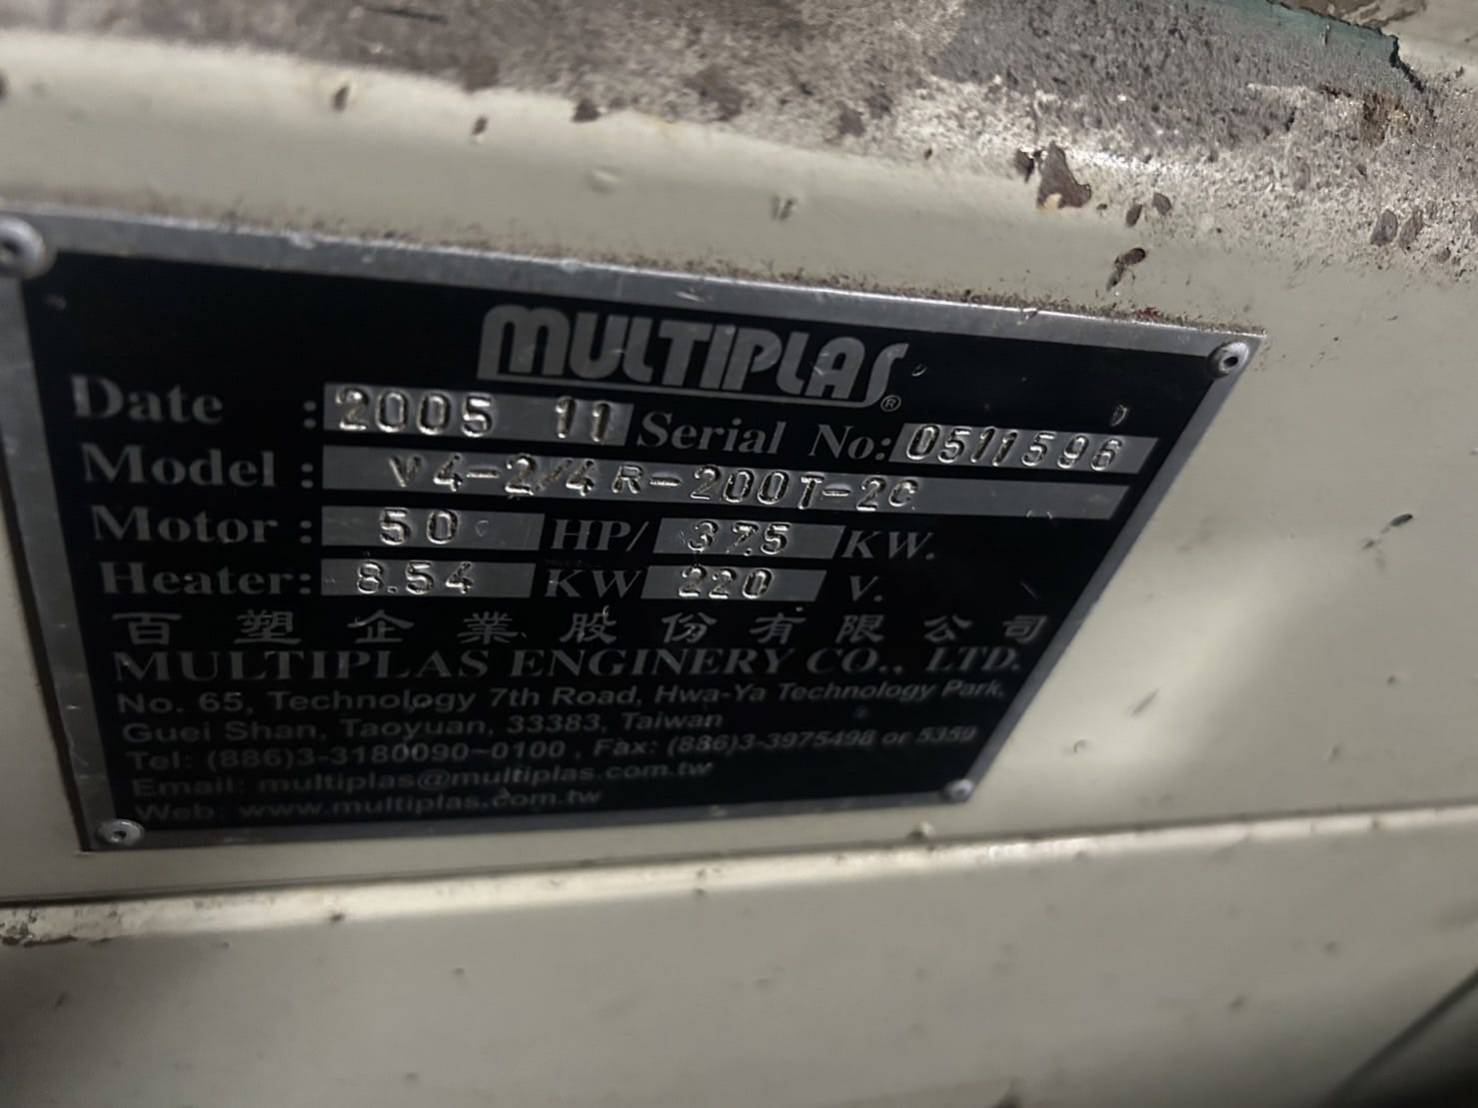 MULTIPLAS®
Date : 2005 11 Serial No: 0511596
Model : V4-2/4R-200T-2C
Motor : 50 HP/ 375 KW.
Heater: 8.54 KW 220 V.
百塑企業股份有限公司
MULTIPLAS ENGINERY CO., LTD.
No. 65, Technology 7th Road, Hwa-Ya Technology Park,
Guei Shan, Taoyuan, 33383, Taiwan
Tel: (886)3-3180090~0100 , Fax: (886)3-3975498 or 5359
Email: multiplas@multiplas.com.tw
Web: www.multiplas.com.tw